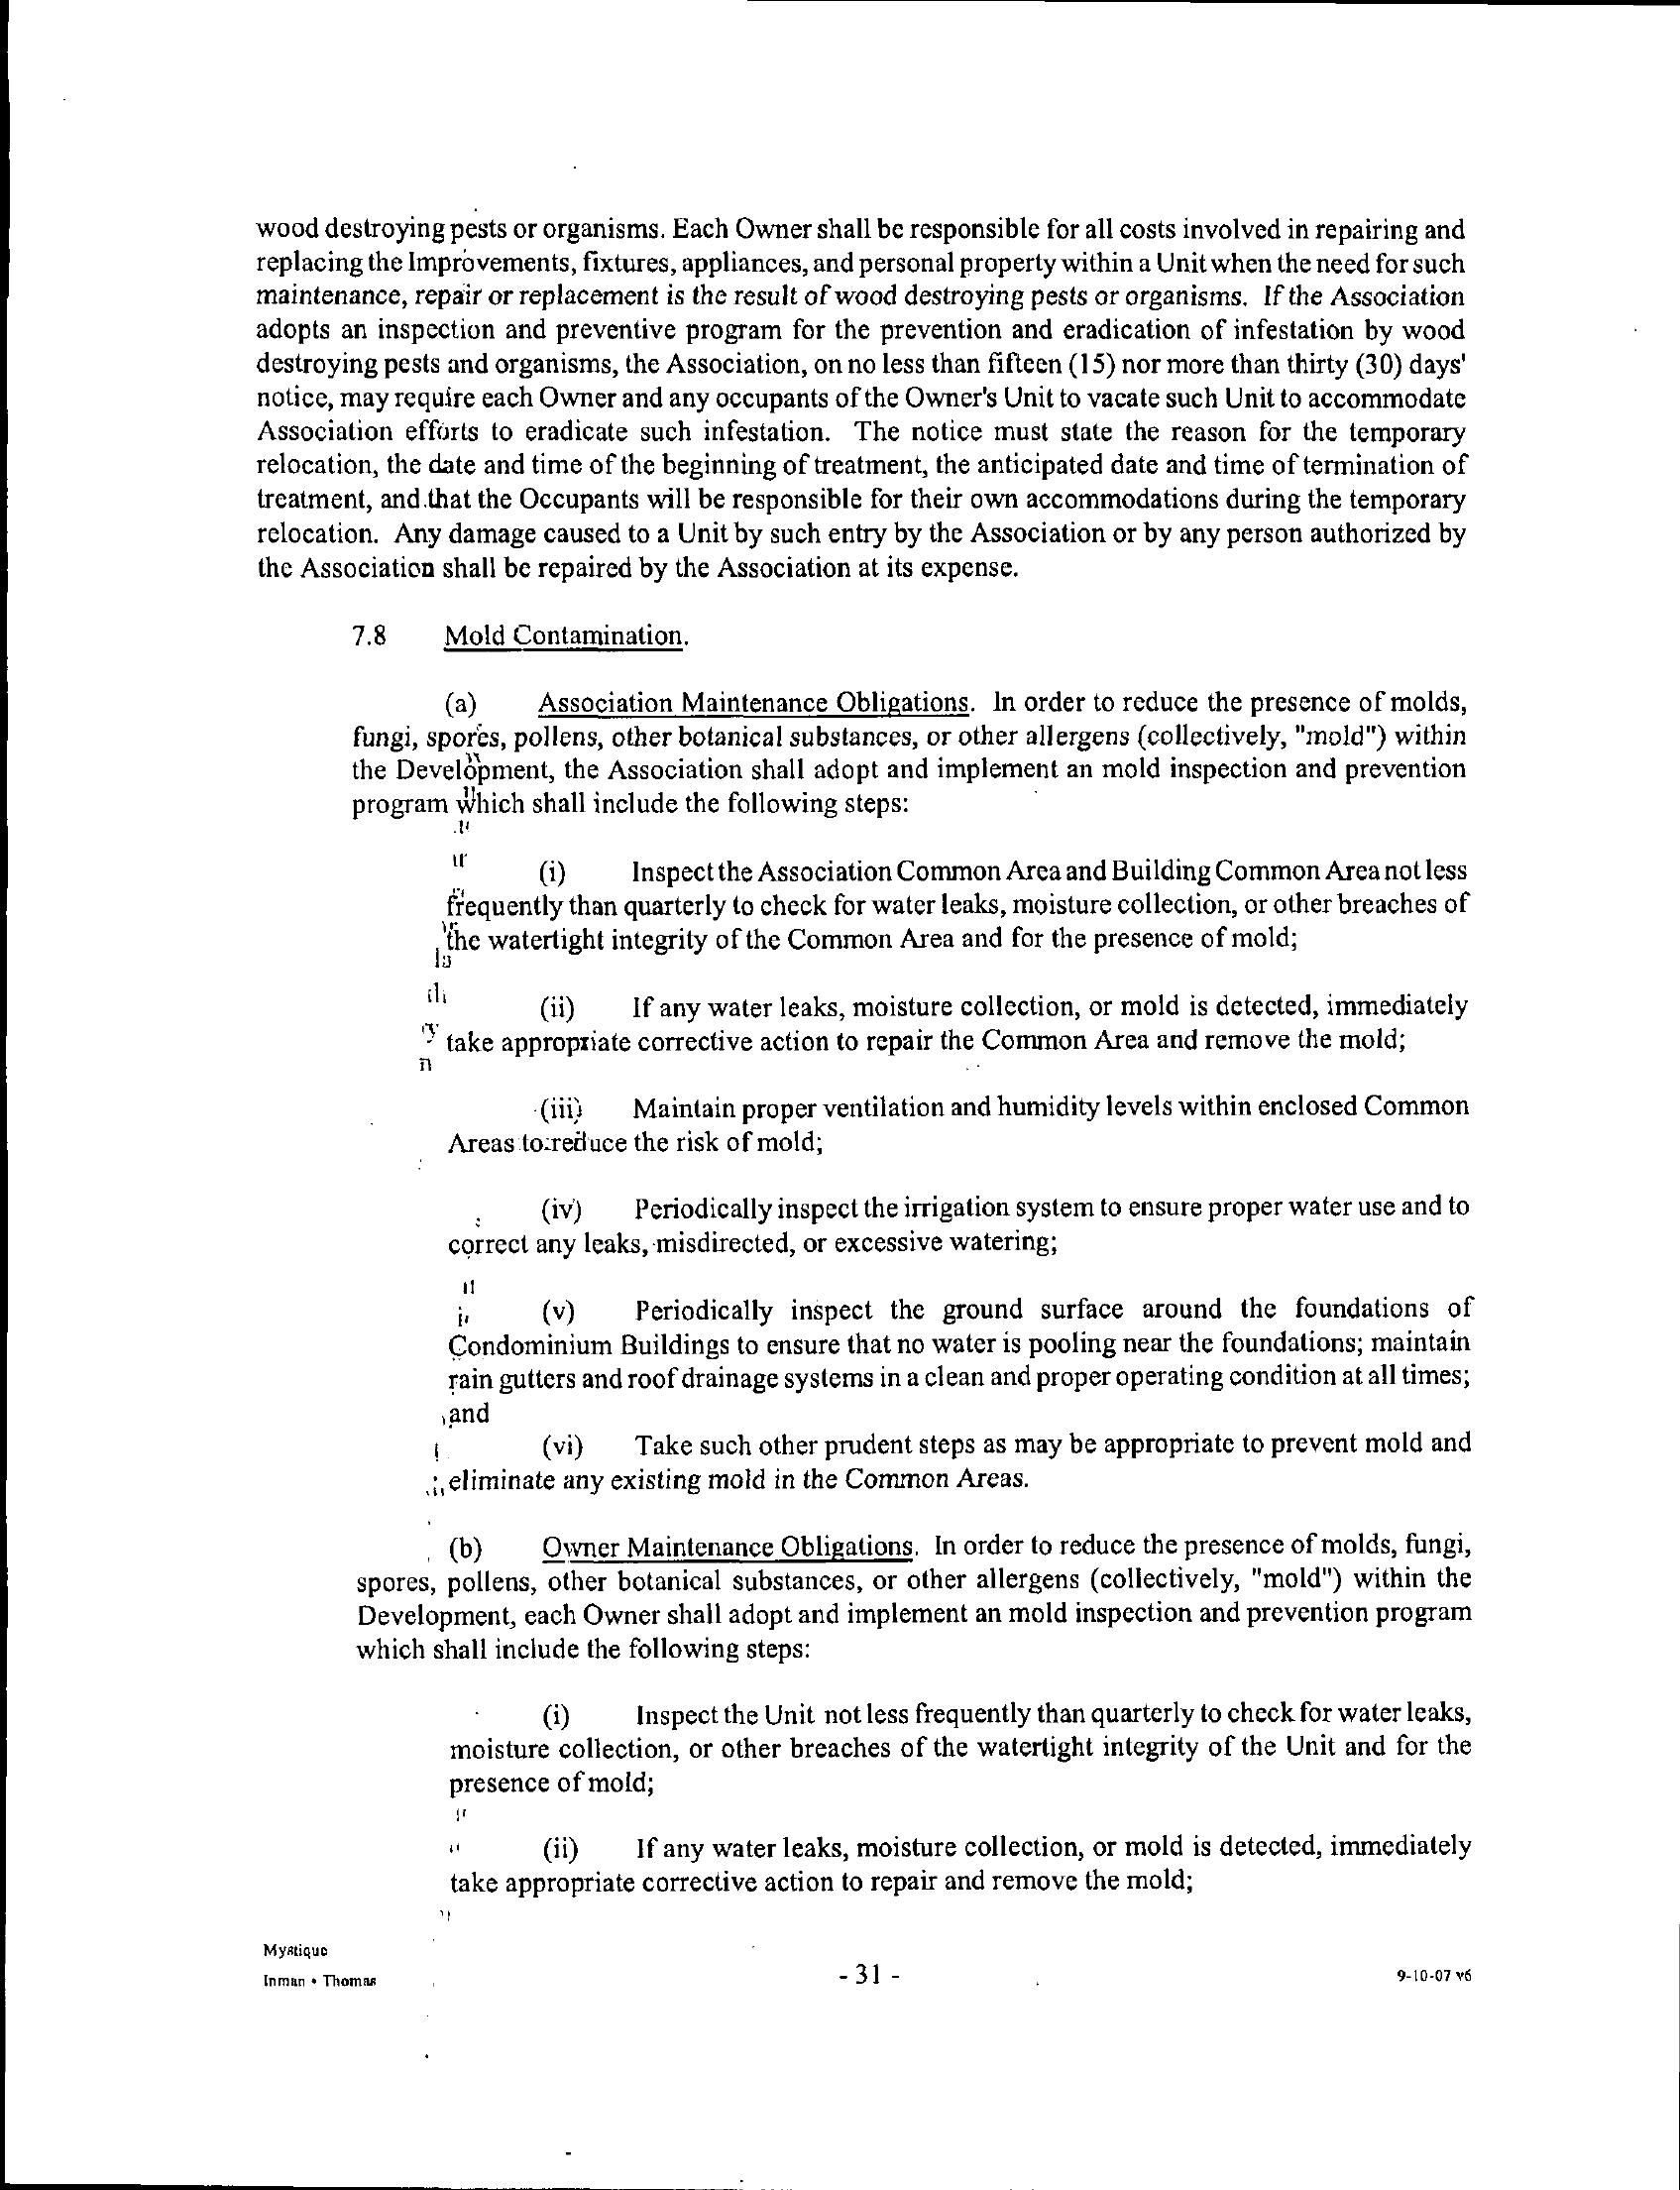 wood destroying pests or organisms. Each Owner shall be responsible for all costs involved in repairing and
replacing the Improvements, fixtures, appliances, and personal property within a Unit when the need for such
maintenance, repair or replacement is the result of wood destroying pests or organisms. If the Association
adopts an inspection and preventive program for the prevention and eradication of infestation by wood
destroying pests and organisms, the Association, on no less than fifteen (15) nor more than thirty (30) days'
notice, may require each Owner and any occupants of the Owner's Unit to vacate such Unit to accommodate
Association efforts to eradicate such infestation. The notice must state the reason for the temporary
relocation, the date and time of the beginning of treatment, the anticipated date and time of termination of
treatment, and that the Occupants will be responsible for their own accommodations during the temporary
relocation. Any damage caused to a Unit by such entry by the Association or by any person authorized by
the Association shall be repaired by the Association at its expense.
7.8 Mold Contamination.
(a) Association Maintenance Obligations. In order to reduce the presence of molds,
fungi, spores, pollens, other botanical substances, or other allergens (collectively, "mold") within
the Development, the Association shall adopt and implement an mold inspection and prevention
program which shall include the following steps:
(i) Inspect the Association Common Area and Building Common Area not less
frequently than quarterly to check for water leaks, moisture collection, or other breaches of
the watertight integrity of the Common Area and for the presence of mold;
(ii) If any water leaks, moisture collection, or mold is detected, immediately
take appropriate corrective action to repair the Common Area and remove the mold;
(iii) Maintain proper ventilation and humidity levels within enclosed Common
Areas to reduce the risk of mold;
(iv) Periodically inspect the irrigation system to ensure proper water use and to
correct any leaks, misdirected, or excessive watering;
(v) Periodically inspect the ground surface around the foundations of
Condominium Buildings to ensure that no water is pooling near the foundations; maintain
rain gutters and roof drainage systems in a clean and proper operating condition at all times;
and
(vi) Take such other prudent steps as may be appropriate to prevent mold and
eliminate any existing mold in the Common Areas.
(b) Owner Maintenance Obligations. In order to reduce the presence of molds, fungi,
spores, pollens, other botanical substances, or other allergens (collectively, "mold") within the
Development, each Owner shall adopt and implement an mold inspection and prevention program
which shall include the following steps:
(i) Inspect the Unit not less frequently than quarterly to check for water leaks,
moisture collection, or other breaches of the watertight integrity of the Unit and for the
presence of mold;
(ii) If any water leaks, moisture collection, or mold is detected, immediately
take appropriate corrective action to repair and remove the mold;
Mystique
Inman • Thomas
- 31 -
9-10-07 v6